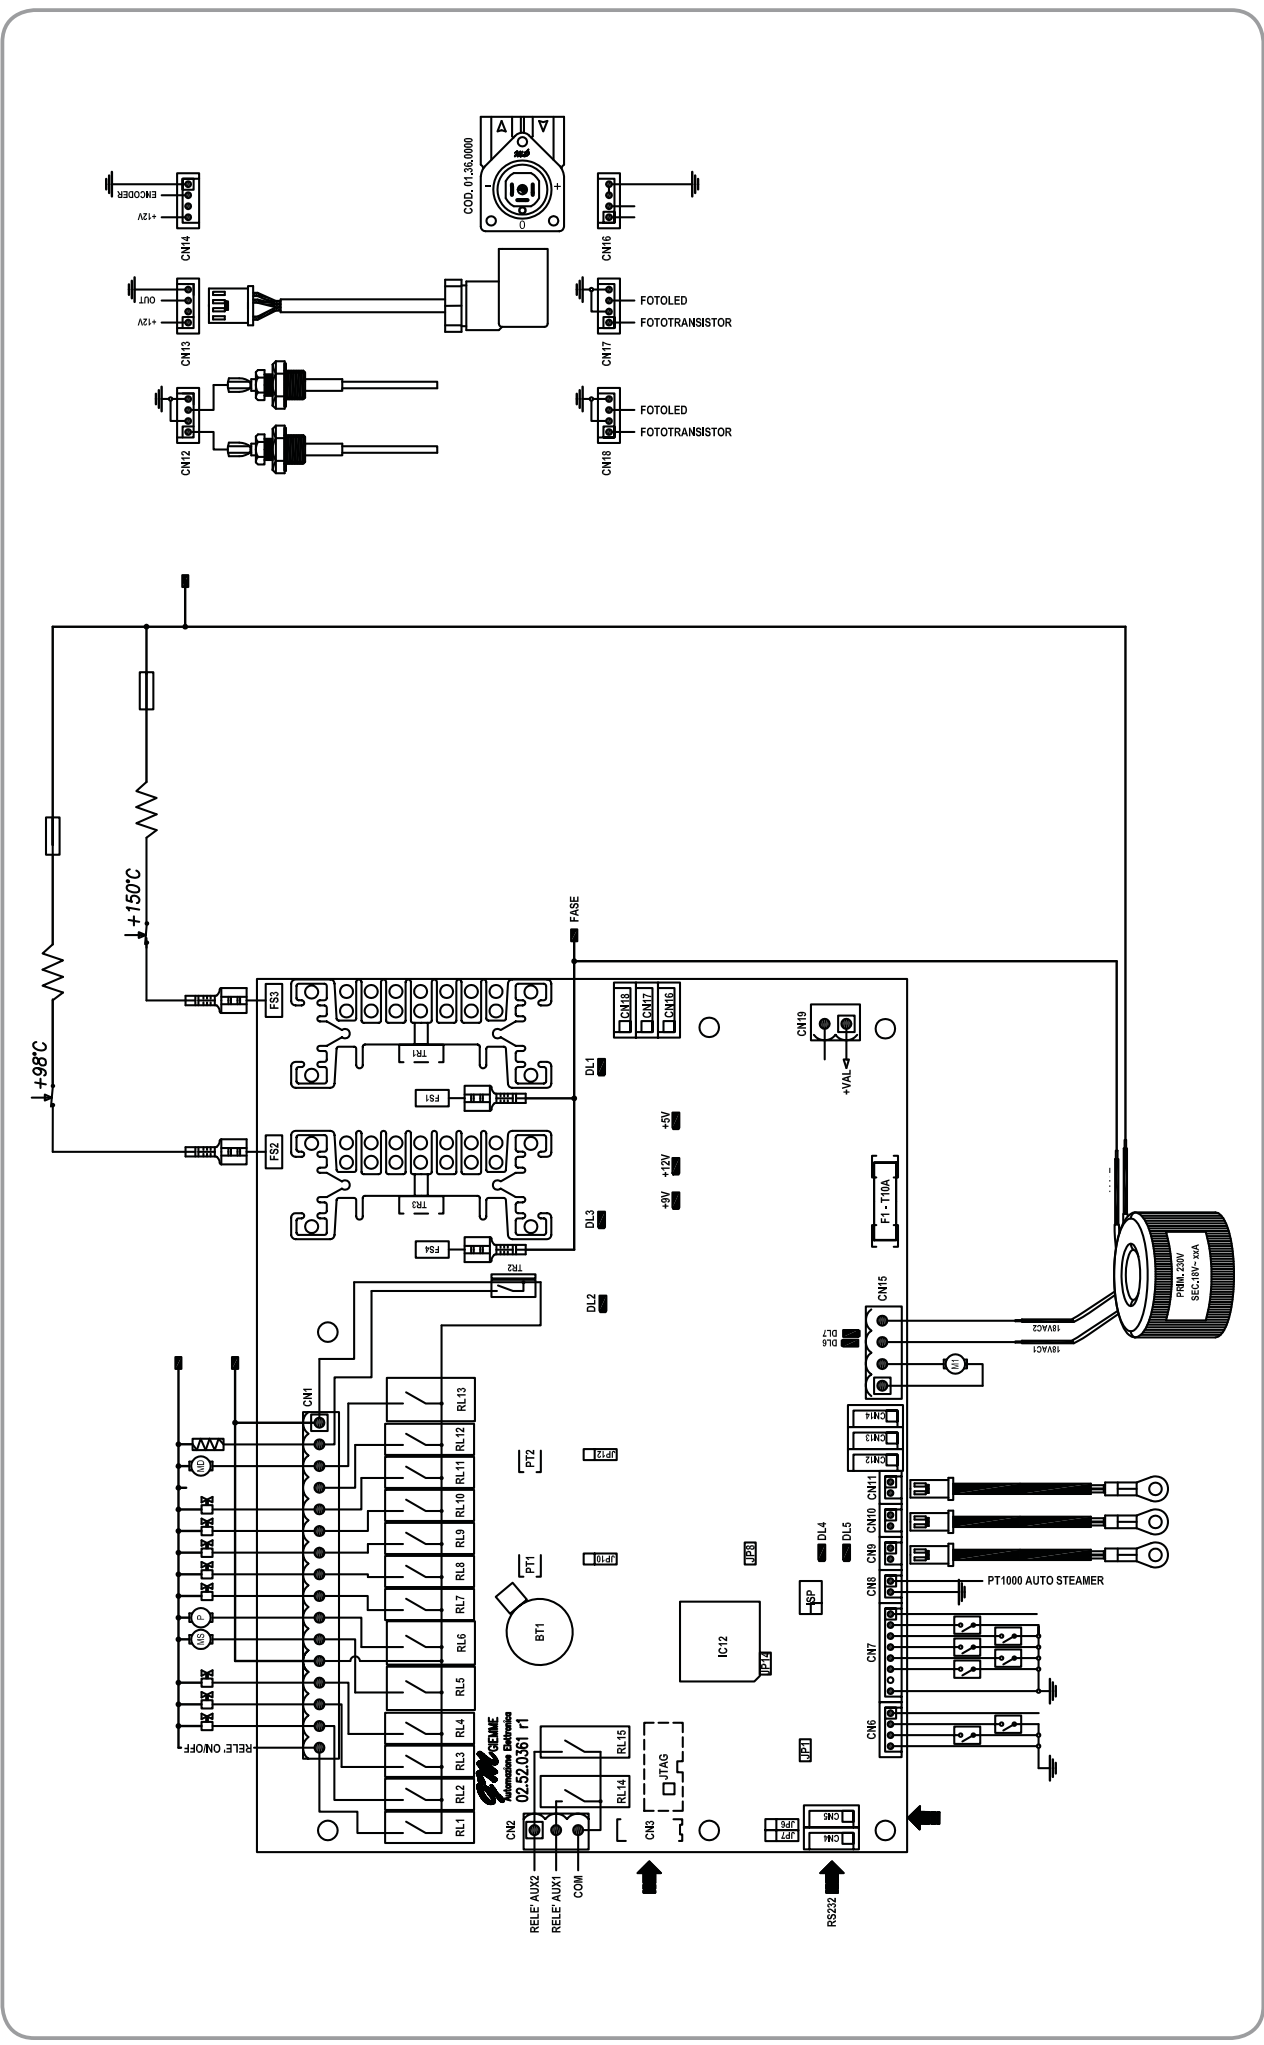 COD. 01.36.0000
0
-
+
ENCODER
+12V
CN14
CN16
OUT
+12V
CN13
CN17
FOTOLED
FOTOTRANSISTOR
CN12
CN18
FOTOLED
FOTOTRANSISTOR
+150°C
+98°C
FASE
FS3
TR1
CN18
CN17
CN16
CN19
+VAL
DL1
FS1
+5V
FS2
TR3
+12V
+9V
F1 - T10A
DL3
FS4
TR2
DL2
PRIM. 230V
SEC.18V~ xxA
CN15
DL7
DL6
18VAC2
18VAC1
M1
CN1
MD
P
MS
RELE' ON/OFF
RL13
RL12
RL11
RL10
RL9
RL8
RL7
RL6
RL5
RL4
RL3
RL2
RL1
PT2
JP12
PT1
JP10
CN14
CN13
CN12
CN11
CN10
CN9
CN8
CN7
CN6
DL4
DL5
JP8
ISP
PT1000 AUTO STEAMER
BT1
IC12
JP14
GIEMME
Automazione Elettronica
02.52.0361 r1
RL15
RL14
JTAG
JP1
CN2
CN3
JP6
JP7
CN5
CN4
RELE' AUX2
RELE' AUX1
COM
RS232